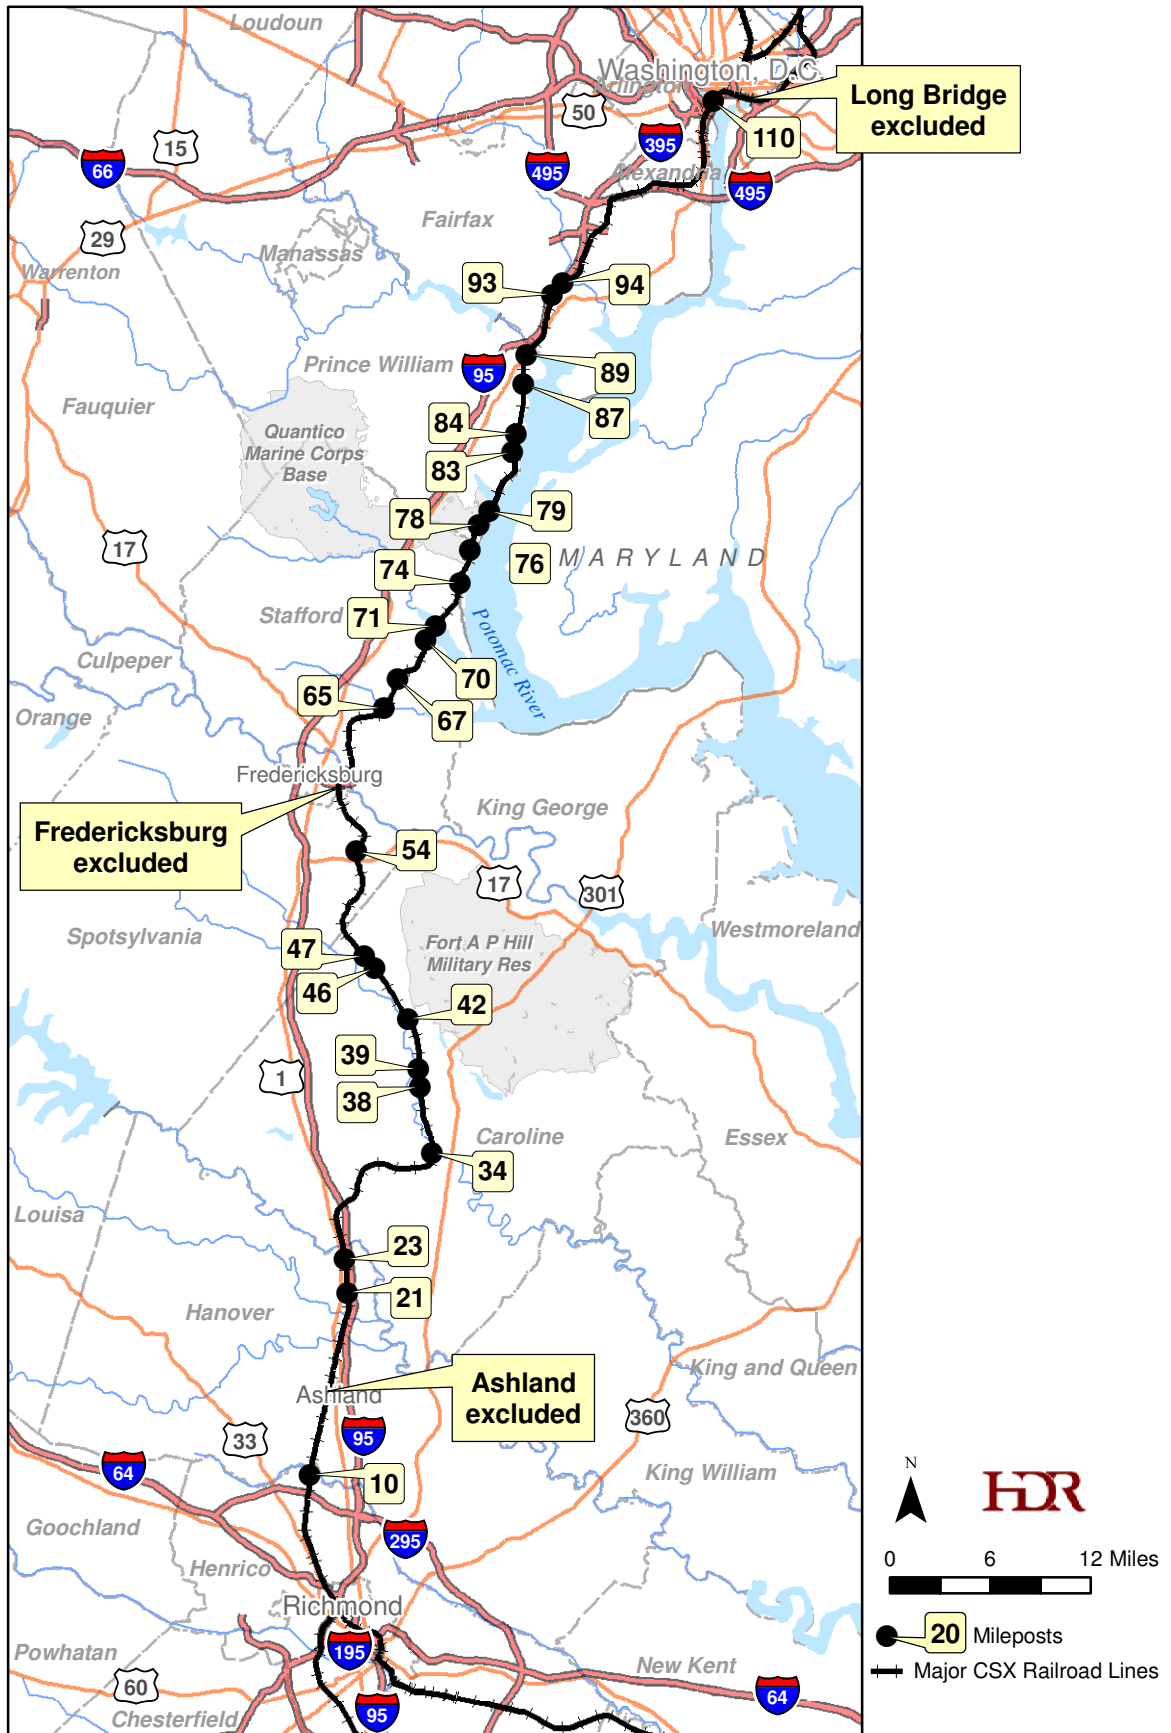 Loudoun
Washington, D.C.
Arlington
Long Bridge
excluded
50
15
110
395
66
495
Alexandria
495
Fairfax
29
Manassas
Warrenton
93
94
Prince William
95
89
Fauquier
84
87
Quantico
Marine Corps
Base
83
78
79
17
76
MARYLAND
74
Stafford
71
Potomac River
Culpeper
70
65
67
Orange
Fredericksburg
King George
Fredericksburg
excluded
54
17
301
Spotsylvania
Westmoreland
47
Fort A P Hill
Military Res
46
42
39
1
38
Caroline
Essex
34
Louisa
23
21
Hanover
King and Queen
Ashland
Ashland
excluded
360
33
95
64
10
King William
N
HDR
Goochland
295
0 6 12 Miles
Henrico
Richmond
20 Mileposts
195
Powhatan
New Kent
Major CSX Railroad Lines
60
64
95
Chesterfield